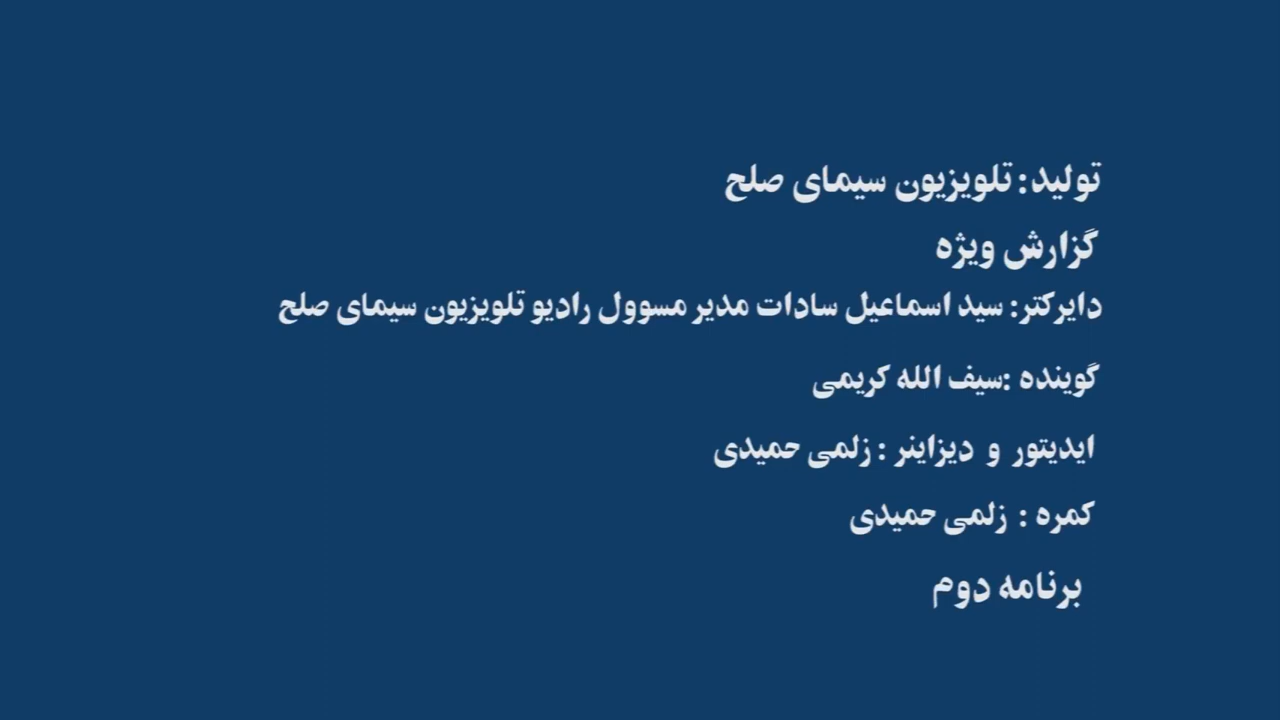 تولید: تلویزیون سیمای صلح
گزارش ویژه
دایرکتر: سید اسماعیل سادات مدیر مسوول رادیو تلویزیون سیمای صلح
گوینده :سیف الله کریمی
ایدیتور و دیزاینر : زلمی حمیدی
کمره : زلمی حمیدی
برنامه دوم